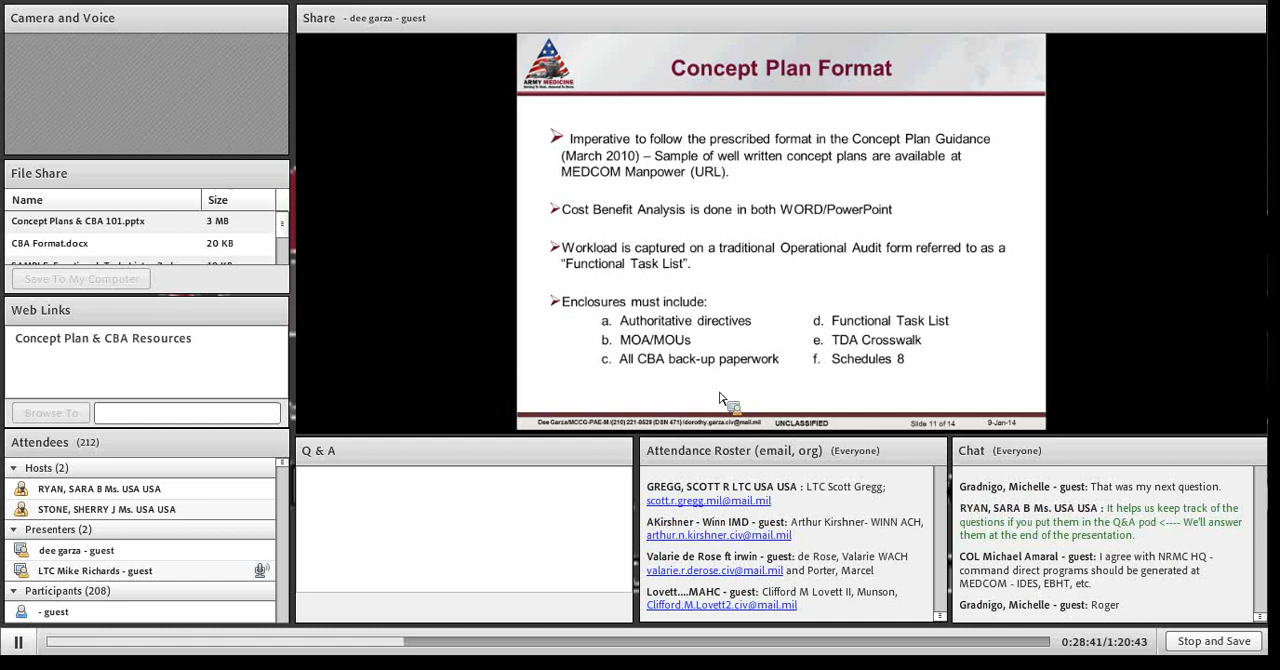 Camera and Voice
Share - dee garza - guest
ARMY MEDICINE
Concept Plan Format
Imperative to follow the prescribed format in the Concept Plan Guidance
(March 2010) – Sample of well written concept plans are available at
MEDCOM Manpower (URL).
Cost Benefit Analysis is done in both WORD/PowerPoint
Workload is captured on a traditional Operational Audit form referred to as a
“Functional Task List”.
Enclosures must include:
a. Authoritative directives
b. MOA/MOUs
c. All CBA back-up paperwork
d. Functional Task List
e. TDA Crosswalk
f. Schedules 8
UNCLASSIFIED
Slide 11 of 14
9-Jan-14
File Share
Name Size
Concept Plans & CBA 101.pptx 3 MB
CBA Format.docx 20 KB
Save To My Computer
Web Links
Concept Plan & CBA Resources
Browse To
Attendees (212)
Hosts (2)
RYAN, SARA B Ms. USA USA
STONE, SHERRY J Ms. USA USA
Presenters (2)
dee garza - guest
LTC Mike Richards - guest
Participants (208)
- guest
Q & A
Attendance Roster (email, org) (Everyone)
GREGG, SCOTT R LTC USA USA : LTC Scott Gregg;
scott.r.gregg.mil@mail.mil
AKirshner - Winn IMD - guest: Arthur Kirshner- WINN ACH,
arthur.n.kirshner.civ@mail.mil
Valarie de Rose ft irwin - guest: de Rose, Valarie WACH
valarie.r.derose.civ@mail.mil and Porter, Marcel
Lovett....MAHC - guest: Clifford M Lovett II, Munson,
Clifford.M.Lovett2.civ@mail.mil
Chat (Everyone)
Gradnigo, Michelle - guest: That was my next question.
RYAN, SARA B Ms. USA USA : It helps us keep track of the
questions if you put them in the Q&A pod <---- We'll answer
them at the end of the presentation.
COL Michael Amaral - guest: I agree with NRMC HQ -
command direct programs should be generated at
MEDCOM - IDES, EBHT, etc.
Gradnigo, Michelle - guest: Roger
0:28:41/1:20:43
Stop and Save